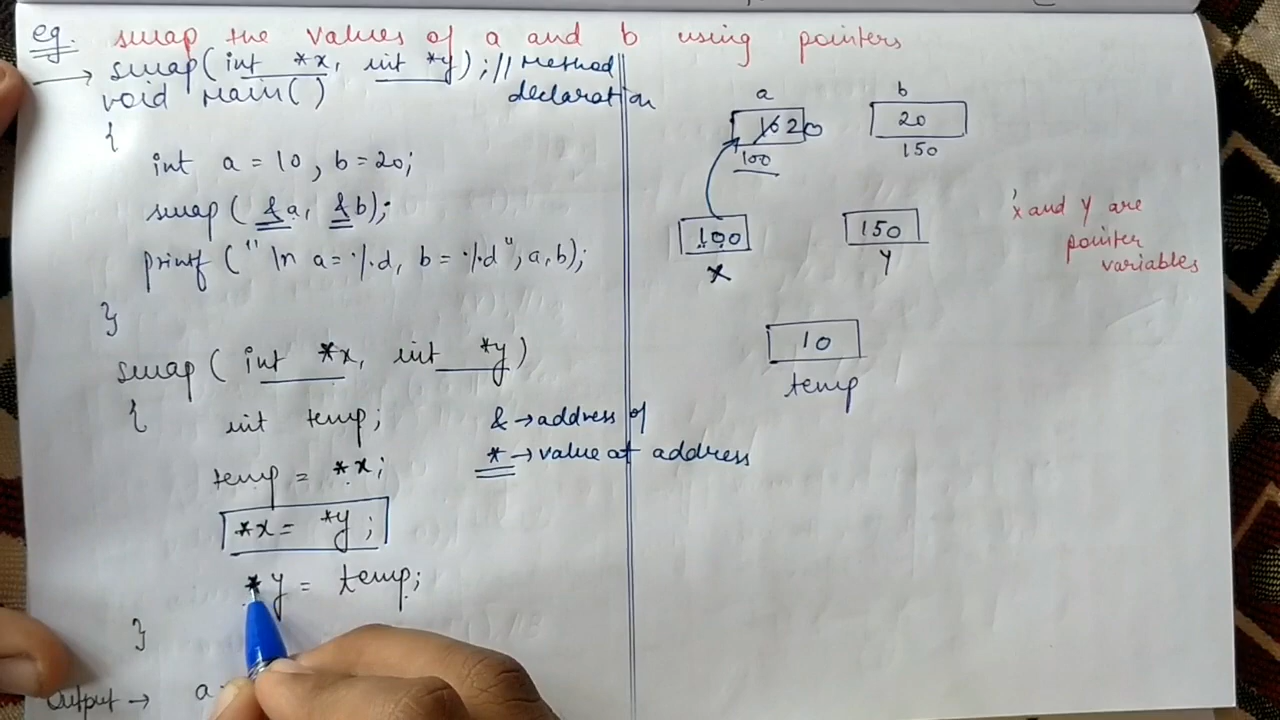 eg. swap the values of a and b using pointers
swap(int *x, int *y); // Method
declaration
void main()
{
int a = 10, b = 20;
swap(&a, &b);
printf("\n a=%d, b=%d", a, b);
}
swap(int *x, int *y)
{
int temp;
temp = *x;
*x = *y;
*y = temp;
}
Output → a
& → address of
* → value at address
a b
10 20 20
100 150
100 150
x y
10
temp
x and y are
pointer
variables